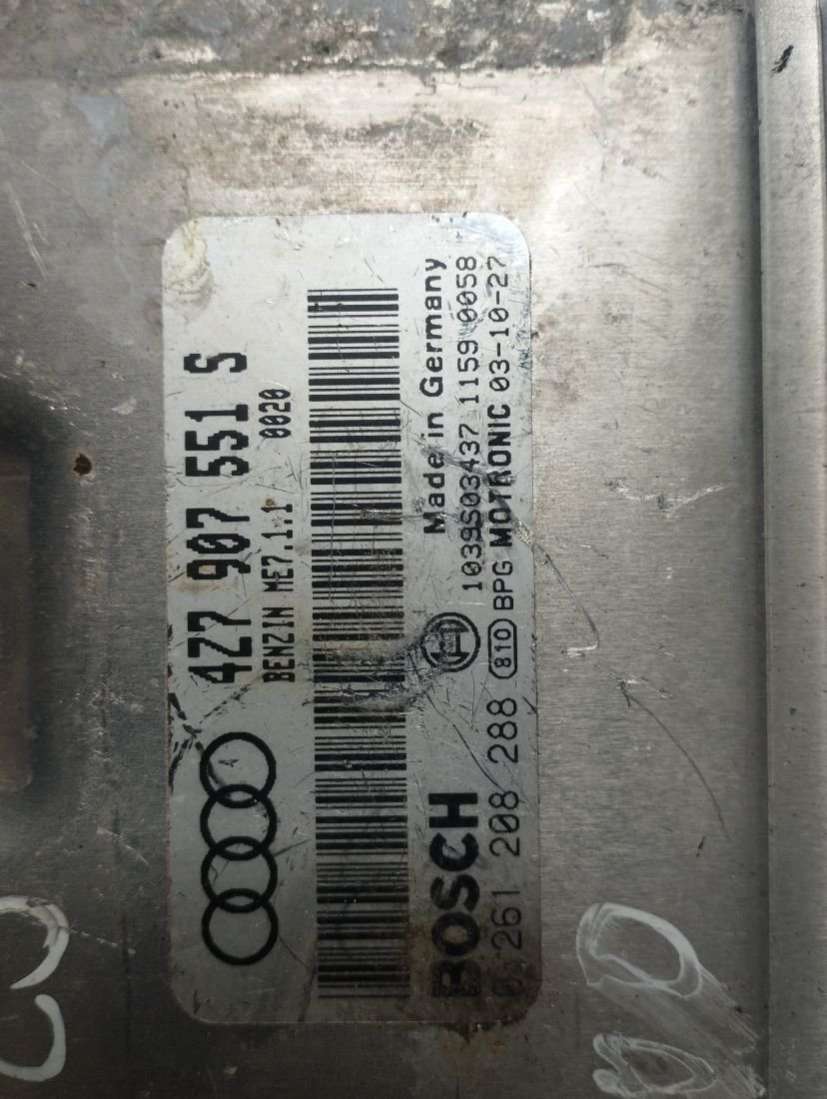 4Z7 907 551 S
BENZIN ME7.1.1 0020
BOSCH Made in Germany
0 261 208 288 1039S03437 1159 0058
810 BPG MOTRONIC 03-10-27